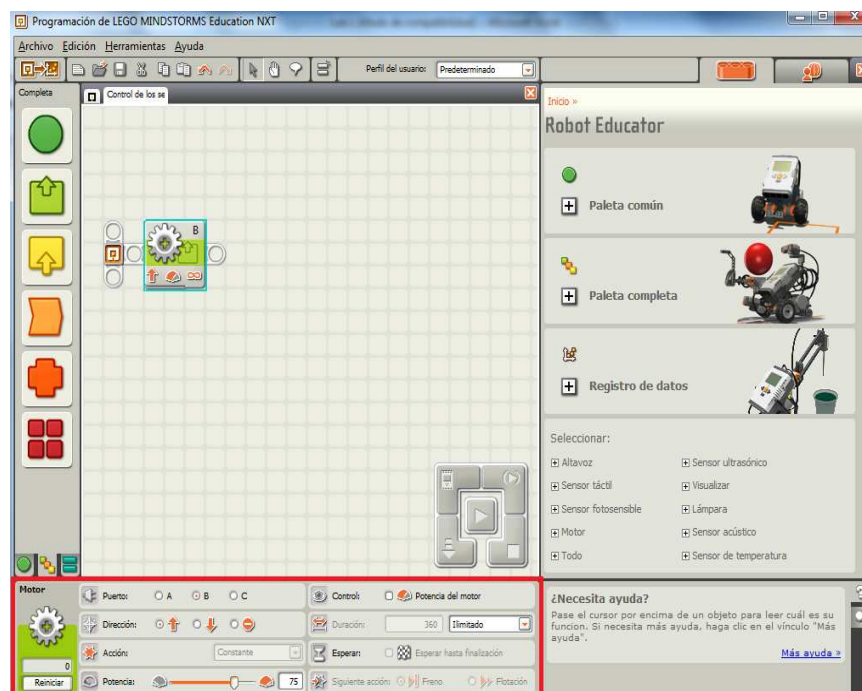 Programación de LEGO MINDSTORMS Education NXT
Archivo Edición Herramientas Ayuda
Perfil del usuario: Predeterminado
Completa
Control de los se
Inicio »
Robot Educator
Paleta común
B
Paleta completa
Registro de datos
Seleccionar:
Altavoz
Sensor ultrasónico
Sensor táctil
Visualizar
Sensor fotosensible
Lámpara
Motor
Sensor acústico
Todo
Sensor de temperatura
Motor
Puerto: A B C
Control: Potencia del motor
Dirección:
Duración: 360 Ilimitado
Acción: Constante
Esperar: Esperar hasta finalización
0
Reiniciar
Potencia: 75
Siguiente acción: Freno Flotación
¿Necesita ayuda?
Pase el cursor por encima de un objeto para leer cuál es su
funcion. Si necesita más ayuda, haga clic en el vínculo "Más
ayuda".
Más ayuda »